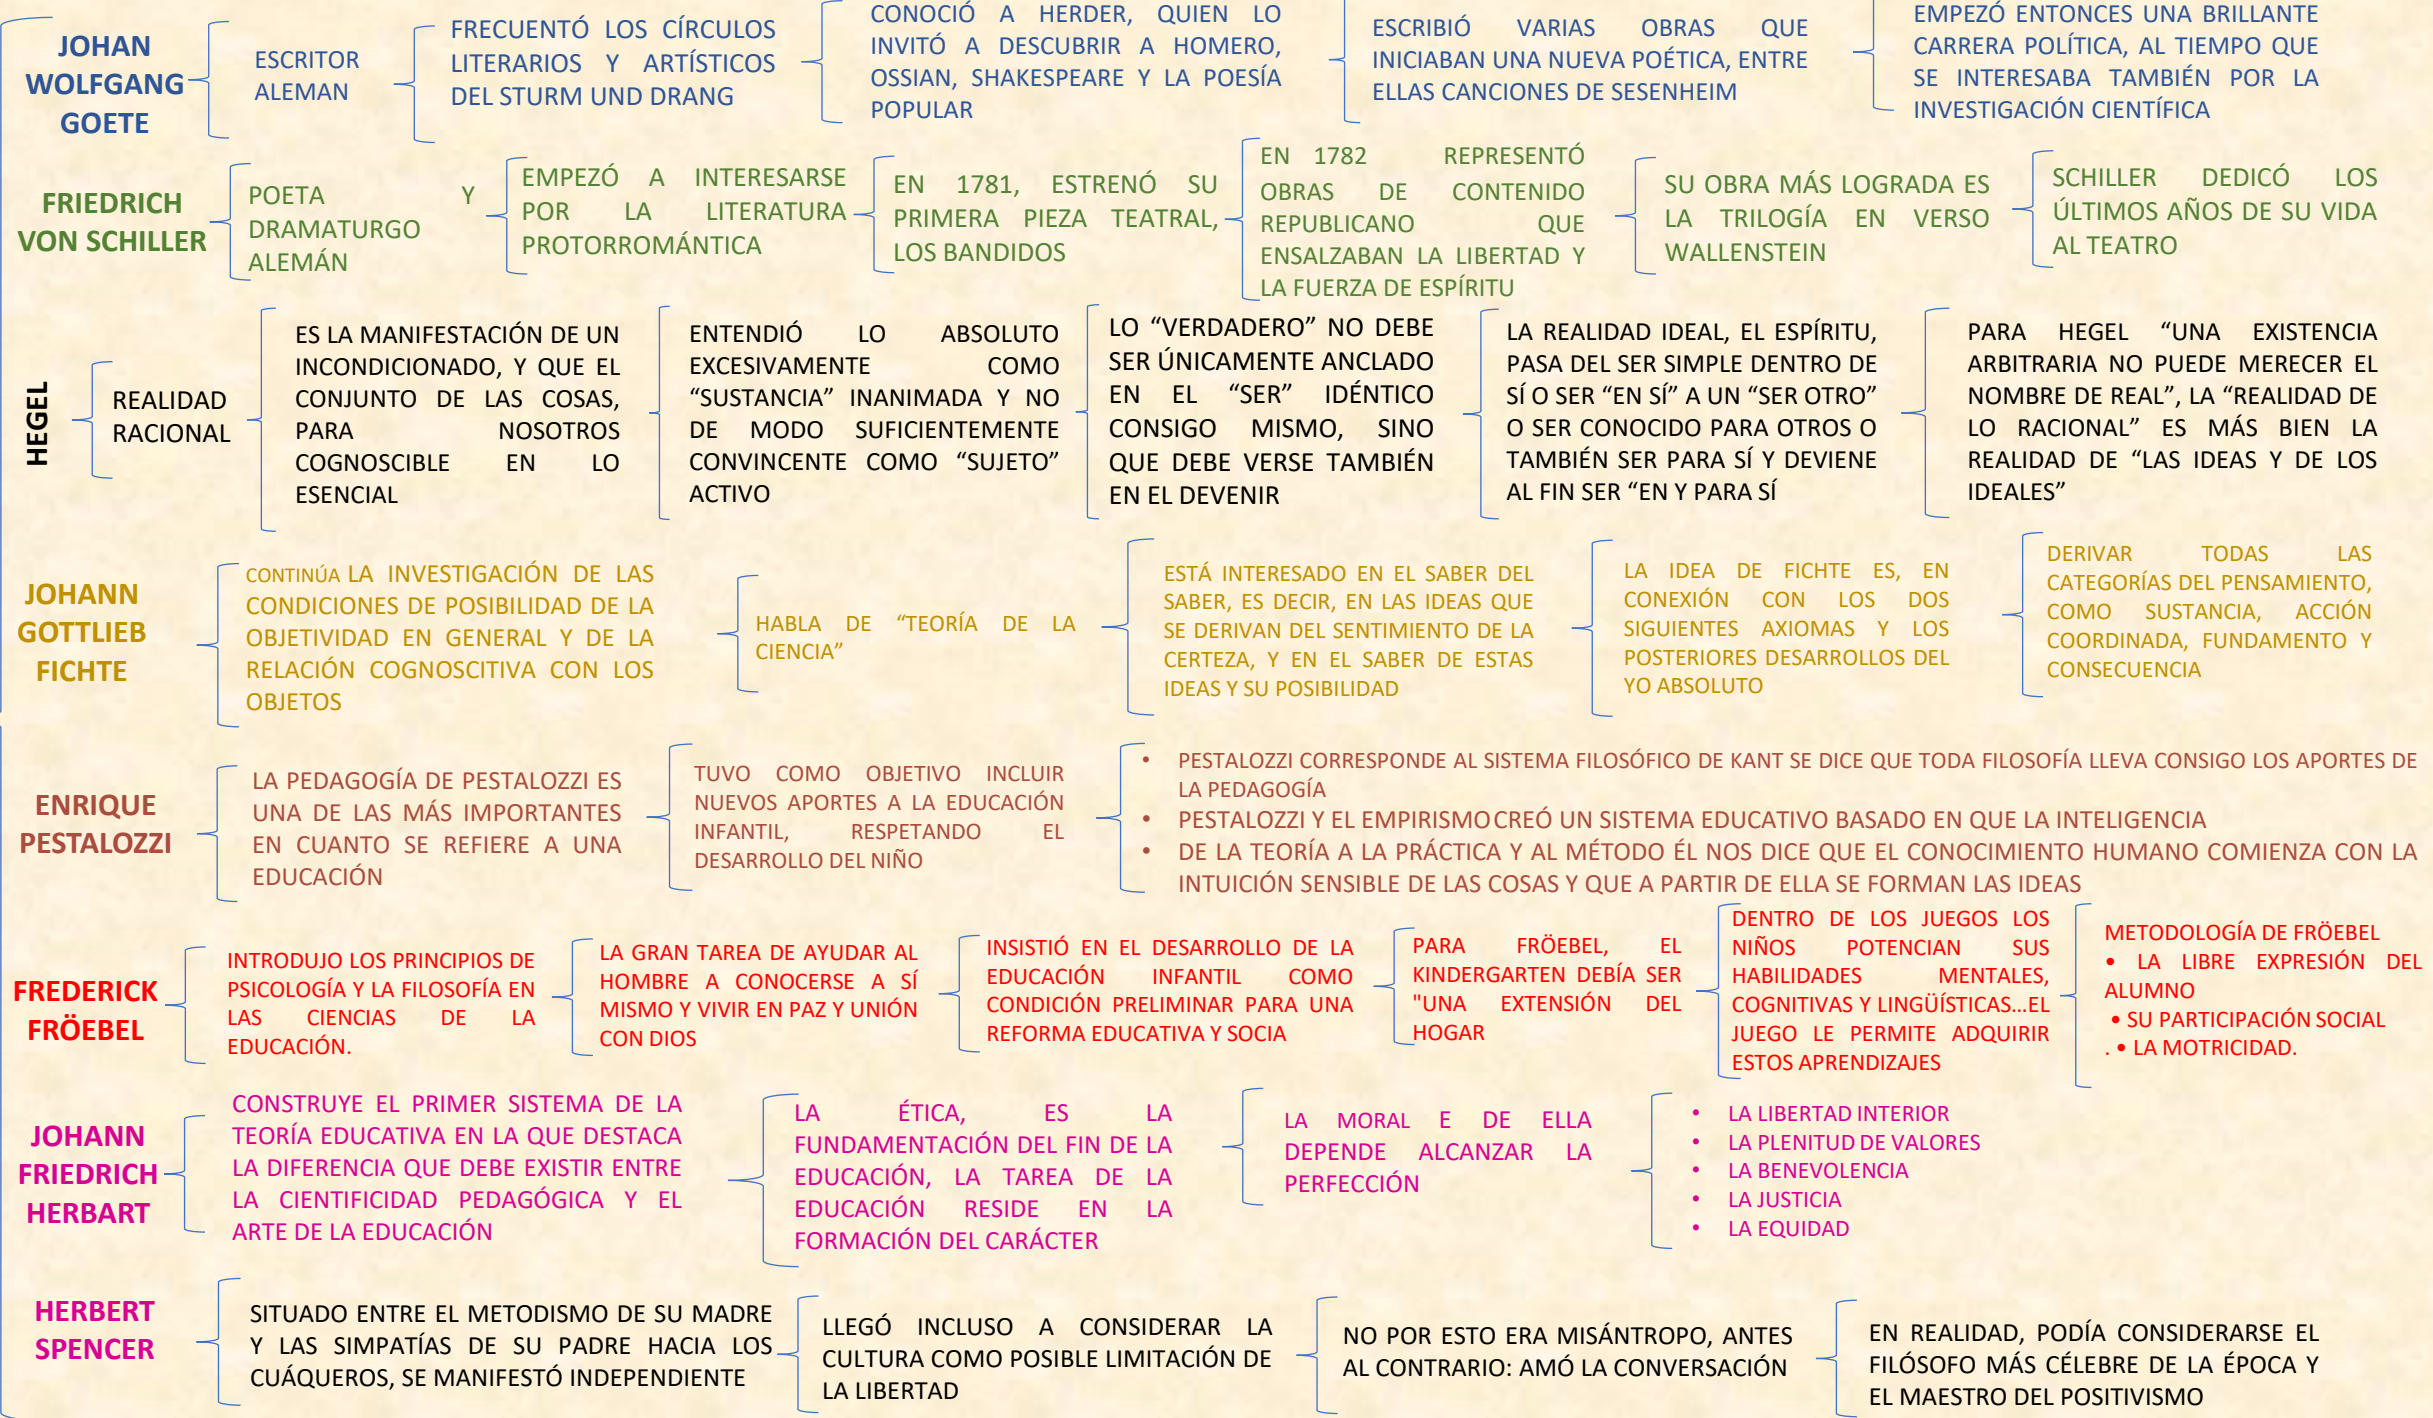 JOHAN
WOLFGANG
GOETE
ESCRITOR
ALEMAN
FRECUENTÓ LOS CÍRCULOS
LITERARIOS Y ARTÍSTICOS
DEL STURM UND DRANG
CONOCIÓ A HERDER, QUIEN LO
INVITÓ A DESCUBRIR A HOMERO,
OSSIAN, SHAKESPEARE Y LA POESÍA
POPULAR
ESCRIBIÓ VARIAS OBRAS QUE
INICIABAN UNA NUEVA POÉTICA, ENTRE
ELLAS CANCIONES DE SESENHEIM
EMPEZÓ ENTONCES UNA BRILLANTE
CARRERA POLÍTICA, AL TIEMPO QUE
SE INTERESABA TAMBIÉN POR LA
INVESTIGACIÓN CIENTÍFICA
FRIEDRICH
VON SCHILLER
POETA Y
DRAMATURGO
ALEMÁN
EMPEZÓ A INTERESARSE
POR LA LITERATURA
PROTORROMÁNTICA
EN 1781, ESTRENÓ SU
PRIMERA PIEZA TEATRAL,
LOS BANDIDOS
EN 1782 REPRESENTÓ
OBRAS DE CONTENIDO
REPUBLICANO QUE
ENSALZABAN LA LIBERTAD Y
LA FUERZA DE ESPÍRITU
SU OBRA MÁS LOGRADA ES
LA TRILOGÍA EN VERSO
WALLENSTEIN
SCHILLER DEDICÓ LOS
ÚLTIMOS AÑOS DE SU VIDA
AL TEATRO
HEGEL
REALIDAD
RACIONAL
ES LA MANIFESTACIÓN DE UN
INCONDICIONADO, Y QUE EL
CONJUNTO DE LAS COSAS,
PARA NOSOTROS
COGNOSCIBLE EN LO
ESENCIAL
ENTENDIÓ LO ABSOLUTO
EXCESIVAMENTE COMO
“SUSTANCIA” INANIMADA Y NO
DE MODO SUFICIENTEMENTE
CONVINCENTE COMO “SUJETO”
ACTIVO
LO “VERDADERO” NO DEBE
SER ÚNICAMENTE ANCLADO
EN EL “SER” IDÉNTICO
CONSIGO MISMO, SINO
QUE DEBE VERSE TAMBIÉN
EN EL DEVENIR
LA REALIDAD IDEAL, EL ESPÍRITU,
PASA DEL SER SIMPLE DENTRO DE
SÍ O SER “EN SÍ” A UN “SER OTRO”
O SER CONOCIDO PARA OTROS O
TAMBIÉN SER PARA SÍ Y DEVIENE
AL FIN SER “EN Y PARA SÍ
PARA HEGEL “UNA EXISTENCIA
ARBITRARIA NO PUEDE MERECER EL
NOMBRE DE REAL”, LA “REALIDAD DE
LO RACIONAL” ES MÁS BIEN LA
REALIDAD DE “LAS IDEAS Y DE LOS
IDEALES”
JOHANN
GOTTLIEB
FICHTE
CONTINÚA LA INVESTIGACIÓN DE LAS
CONDICIONES DE POSIBILIDAD DE LA
OBJETIVIDAD EN GENERAL Y DE LA
RELACIÓN COGNOSCITIVA CON LOS
OBJETOS
HABLA DE “TEORÍA DE LA
CIENCIA”
ESTÁ INTERESADO EN EL SABER DEL
SABER, ES DECIR, EN LAS IDEAS QUE
SE DERIVAN DEL SENTIMIENTO DE LA
CERTEZA, Y EN EL SABER DE ESTAS
IDEAS Y SU POSIBILIDAD
LA IDEA DE FICHTE ES, EN
CONEXIÓN CON LOS DOS
SIGUIENTES AXIOMAS Y LOS
POSTERIORES DESARROLLOS DEL
YO ABSOLUTO
DERIVAR TODAS LAS
CATEGORÍAS DEL PENSAMIENTO,
COMO SUSTANCIA, ACCIÓN
COORDINADA, FUNDAMENTO Y
CONSECUENCIA
ENRIQUE
PESTALOZZI
LA PEDAGOGÍA DE PESTALOZZI ES
UNA DE LAS MÁS IMPORTANTES
EN CUANTO SE REFIERE A UNA
EDUCACIÓN
TUVO COMO OBJETIVO INCLUIR
NUEVOS APORTES A LA EDUCACIÓN
INFANTIL, RESPETANDO EL
DESARROLLO DEL NIÑO
• PESTALOZZI CORRESPONDE AL SISTEMA FILOSÓFICO DE KANT SE DICE QUE TODA FILOSOFÍA LLEVA CONSIGO LOS APORTES DE
LA PEDAGOGÍA
• PESTALOZZI Y EL EMPIRISMO CREÓ UN SISTEMA EDUCATIVO BASADO EN QUE LA INTELIGENCIA
• DE LA TEORÍA A LA PRÁCTICA Y AL MÉTODO ÉL NOS DICE QUE EL CONOCIMIENTO HUMANO COMIENZA CON LA
INTUICIÓN SENSIBLE DE LAS COSAS Y QUE A PARTIR DE ELLA SE FORMAN LAS IDEAS
FREDERICK
FRÖEBEL
INTRODUJO LOS PRINCIPIOS DE
PSICOLOGÍA Y LA FILOSOFÍA EN
LAS CIENCIAS DE LA
EDUCACIÓN.
LA GRAN TAREA DE AYUDAR AL
HOMBRE A CONOCERSE A SÍ
MISMO Y VIVIR EN PAZ Y UNIÓN
CON DIOS
INSISTIÓ EN EL DESARROLLO DE LA
EDUCACIÓN INFANTIL COMO
CONDICIÓN PRELIMINAR PARA UNA
REFORMA EDUCATIVA Y SOCIA
PARA FRÖEBEL, EL
KINDERGARTEN DEBÍA SER
"UNA EXTENSIÓN DEL
HOGAR
DENTRO DE LOS JUEGOS LOS
NIÑOS POTENCIAN SUS
HABILIDADES MENTALES,
COGNITIVAS Y LINGÜÍSTICAS...EL
JUEGO LE PERMITE ADQUIRIR
ESTOS APRENDIZAJES
METODOLOGÍA DE FRÖEBEL
• LA LIBRE EXPRESIÓN DEL
ALUMNO
• SU PARTICIPACIÓN SOCIAL
. • LA MOTRICIDAD.
JOHANN
FRIEDRICH
HERBART
CONSTRUYE EL PRIMER SISTEMA DE LA
TEORÍA EDUCATIVA EN LA QUE DESTACA
LA DIFERENCIA QUE DEBE EXISTIR ENTRE
LA CIENTIFICIDAD PEDAGÓGICA Y EL
ARTE DE LA EDUCACIÓN
LA ÉTICA, ES LA
FUNDAMENTACIÓN DEL FIN DE LA
EDUCACIÓN, LA TAREA DE LA
EDUCACIÓN RESIDE EN LA
FORMACIÓN DEL CARÁCTER
LA MORAL E DE ELLA
DEPENDE ALCANZAR LA
PERFECCIÓN
• LA LIBERTAD INTERIOR
• LA PLENITUD DE VALORES
• LA BENEVOLENCIA
• LA JUSTICIA
• LA EQUIDAD
HERBERT
SPENCER
SITUADO ENTRE EL METODISMO DE SU MADRE
Y LAS SIMPATÍAS DE SU PADRE HACIA LOS
CUÁQUEROS, SE MANIFESTÓ INDEPENDIENTE
LLEGÓ INCLUSO A CONSIDERAR LA
CULTURA COMO POSIBLE LIMITACIÓN DE
LA LIBERTAD
NO POR ESTO ERA MISÁNTROPO, ANTES
AL CONTRARIO: AMÓ LA CONVERSACIÓN
EN REALIDAD, PODÍA CONSIDERARSE EL
FILÓSOFO MÁS CÉLEBRE DE LA ÉPOCA Y
EL MAESTRO DEL POSITIVISMO